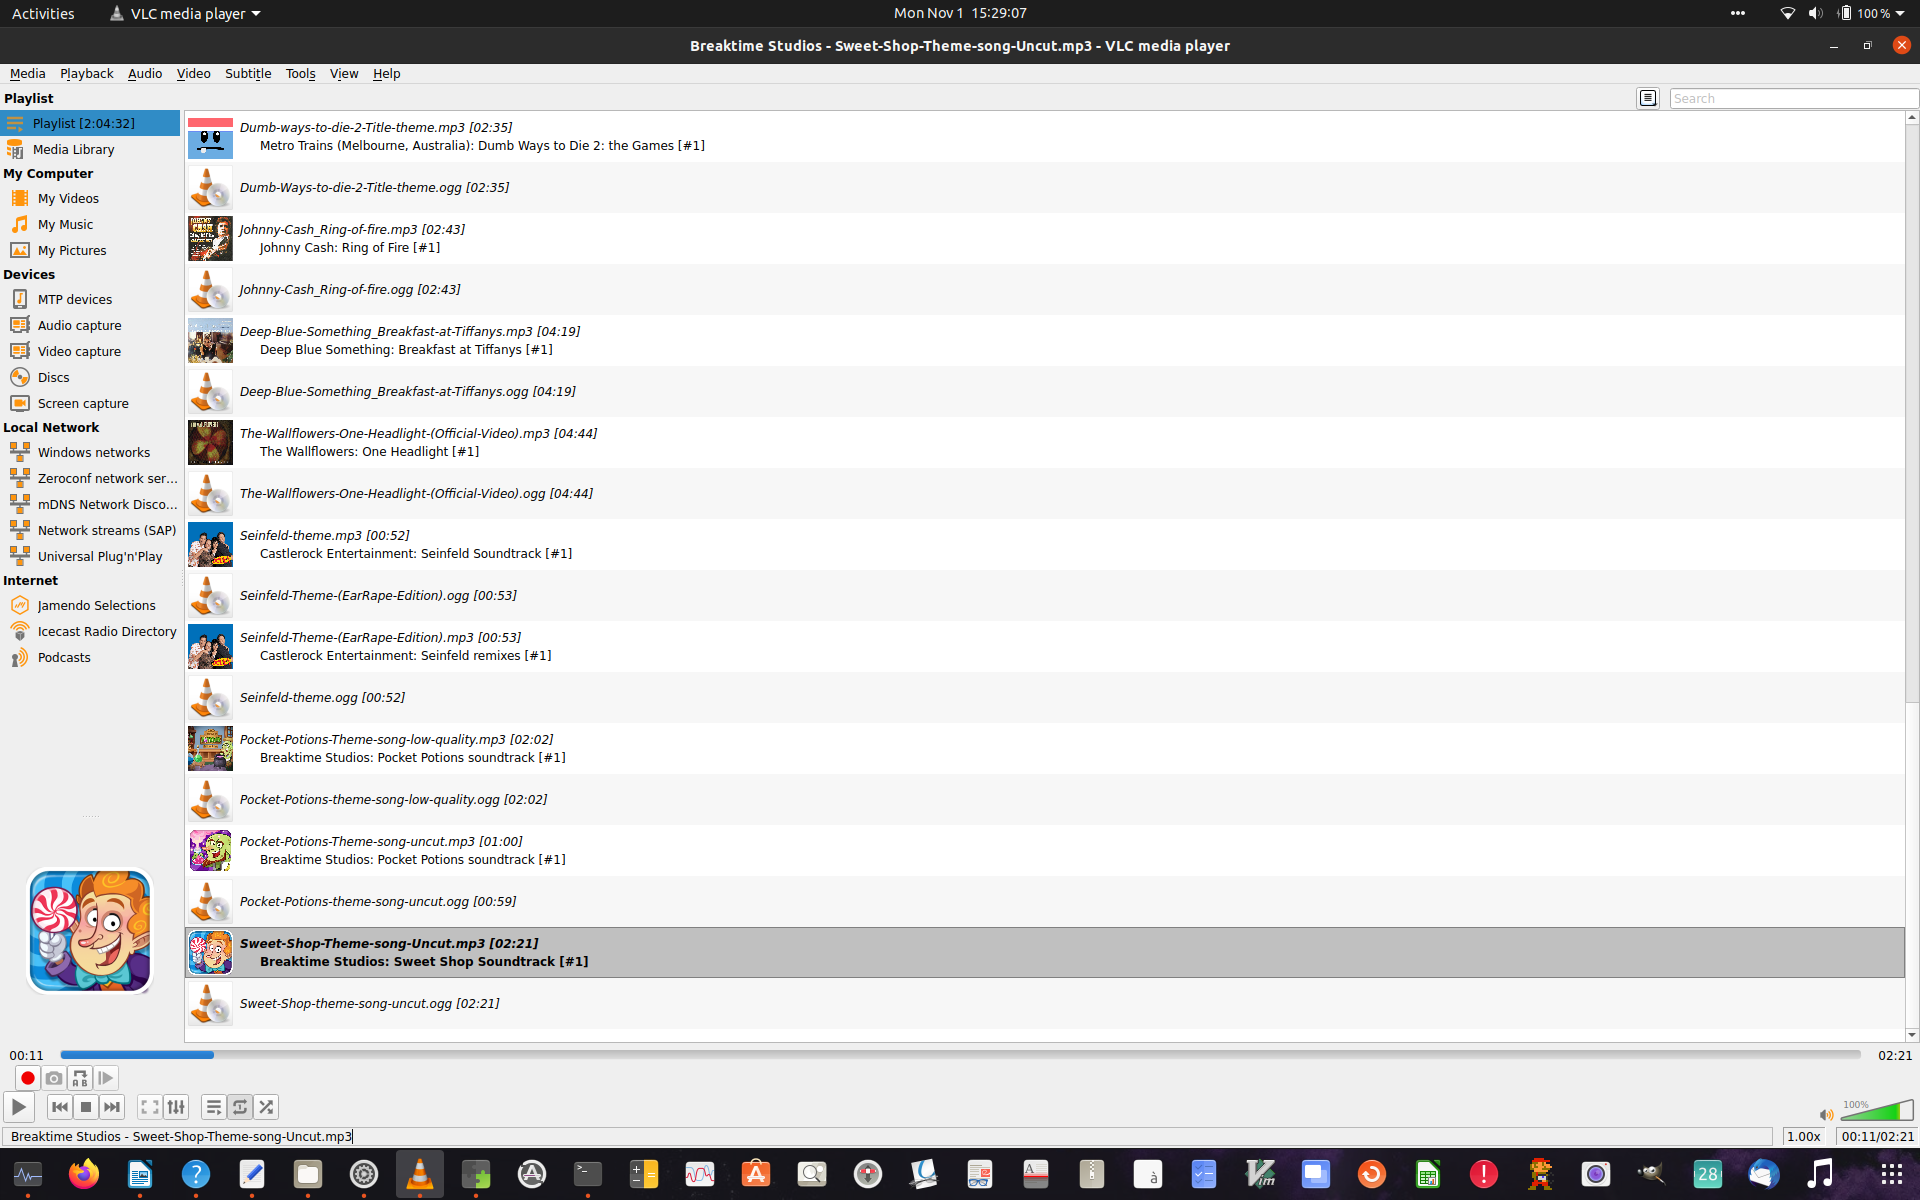 Activities
VLC media player
Mon Nov 1 15:29:07
100 %
Breaktime Studios - Sweet-Shop-Theme-song-Uncut.mp3 - VLC media player
Media Playback Audio Video Subtitle Tools View Help
Playlist
Search
Playlist [2:04:32]
Media Library
My Computer
My Videos
My Music
My Pictures
Devices
MTP devices
Audio capture
Video capture
Discs
Screen capture
Local Network
Windows networks
Zeroconf network ser...
mDNS Network Disco...
Network streams (SAP)
Universal Plug'n'Play
Internet
Jamendo Selections
Icecast Radio Directory
Podcasts
Dumb-ways-to-die-2-Title-theme.mp3 [02:35]
Metro Trains (Melbourne, Australia): Dumb Ways to Die 2: the Games [#1]
Dumb-Ways-to-die-2-Title-theme.ogg [02:35]
Johnny-Cash_Ring-of-fire.mp3 [02:43]
Johnny Cash: Ring of Fire [#1]
Johnny-Cash_Ring-of-fire.ogg [02:43]
Deep-Blue-Something_Breakfast-at-Tiffanys.mp3 [04:19]
Deep Blue Something: Breakfast at Tiffanys [#1]
Deep-Blue-Something_Breakfast-at-Tiffanys.ogg [04:19]
The-Wallflowers-One-Headlight-(Official-Video).mp3 [04:44]
The Wallflowers: One Headlight [#1]
The-Wallflowers-One-Headlight-(Official-Video).ogg [04:44]
Seinfeld-theme.mp3 [00:52]
Castlerock Entertainment: Seinfeld Soundtrack [#1]
Seinfeld-Theme-(EarRape-Edition).ogg [00:53]
Seinfeld-Theme-(EarRape-Edition).mp3 [00:53]
Castlerock Entertainment: Seinfeld remixes [#1]
Seinfeld-theme.ogg [00:52]
Pocket-Potions-Theme-song-low-quality.mp3 [02:02]
Breaktime Studios: Pocket Potions soundtrack [#1]
Pocket-Potions-theme-song-low-quality.ogg [02:02]
Pocket-Potions-Theme-song-uncut.mp3 [01:00]
Breaktime Studios: Pocket Potions soundtrack [#1]
Pocket-Potions-theme-song-uncut.ogg [00:59]
Sweet-Shop-Theme-song-Uncut.mp3 [02:21]
Breaktime Studios: Sweet Shop Soundtrack [#1]
Sweet-Shop-theme-song-uncut.ogg [02:21]
00:11
02:21
A B
100%
Breaktime Studios - Sweet-Shop-Theme-song-Uncut.mp3
1.00x
00:11/02:21
28